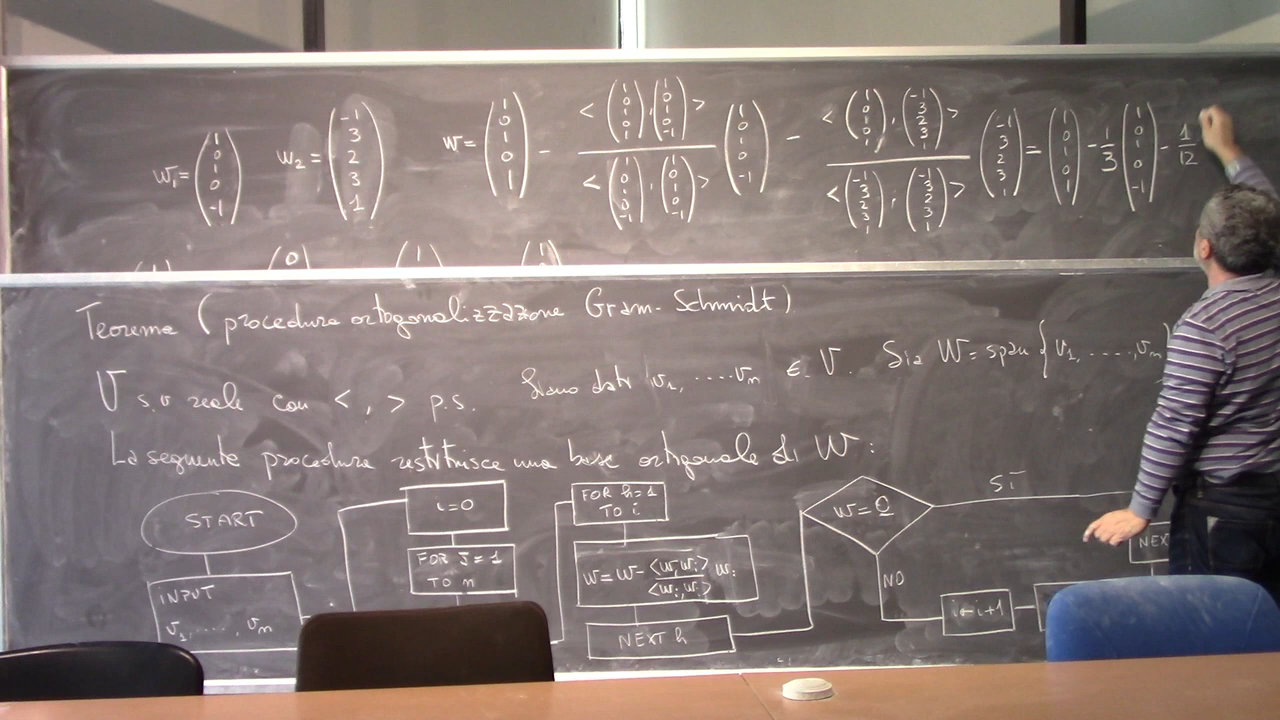 w₁ = (1 0 1 0 -1) w₂ = (-1 3 2 3 1) w = (1 0 1 0 1) - <(1 0 1 0 1), (1 0 1 0 -1)> / <(1 0 1 0 -1), (1 0 1 0 -1)> (1 0 1 0 -1) - <(1 0 1 0 1), (-1 3 2 3 1)> / <(-1 3 2 3 1), (-1 3 2 3 1)> (-1 3 2 3 1) = (1 0 1 0 1) - 1/3 (1 0 1 0 -1) - 1/12
Teorema (procedura ortogonalizzazione Gram-Schmidt)
V s.v reale con < , > p.s. Siano dati v₁, ..... vₙ ∈ V. Sia W = span {v₁, ....., vₙ}
La seguente procedura restituisce una base ortogonale di W:
START
INPUT
v₁, ...., vₙ
i=0
FOR J=1
TO n
FOR h=1
TO i
w = w - <w,wᵢ> / <wᵢ,wᵢ> wᵢ
NEXT h
w = 0
SI
NO
i←i+1
NEX